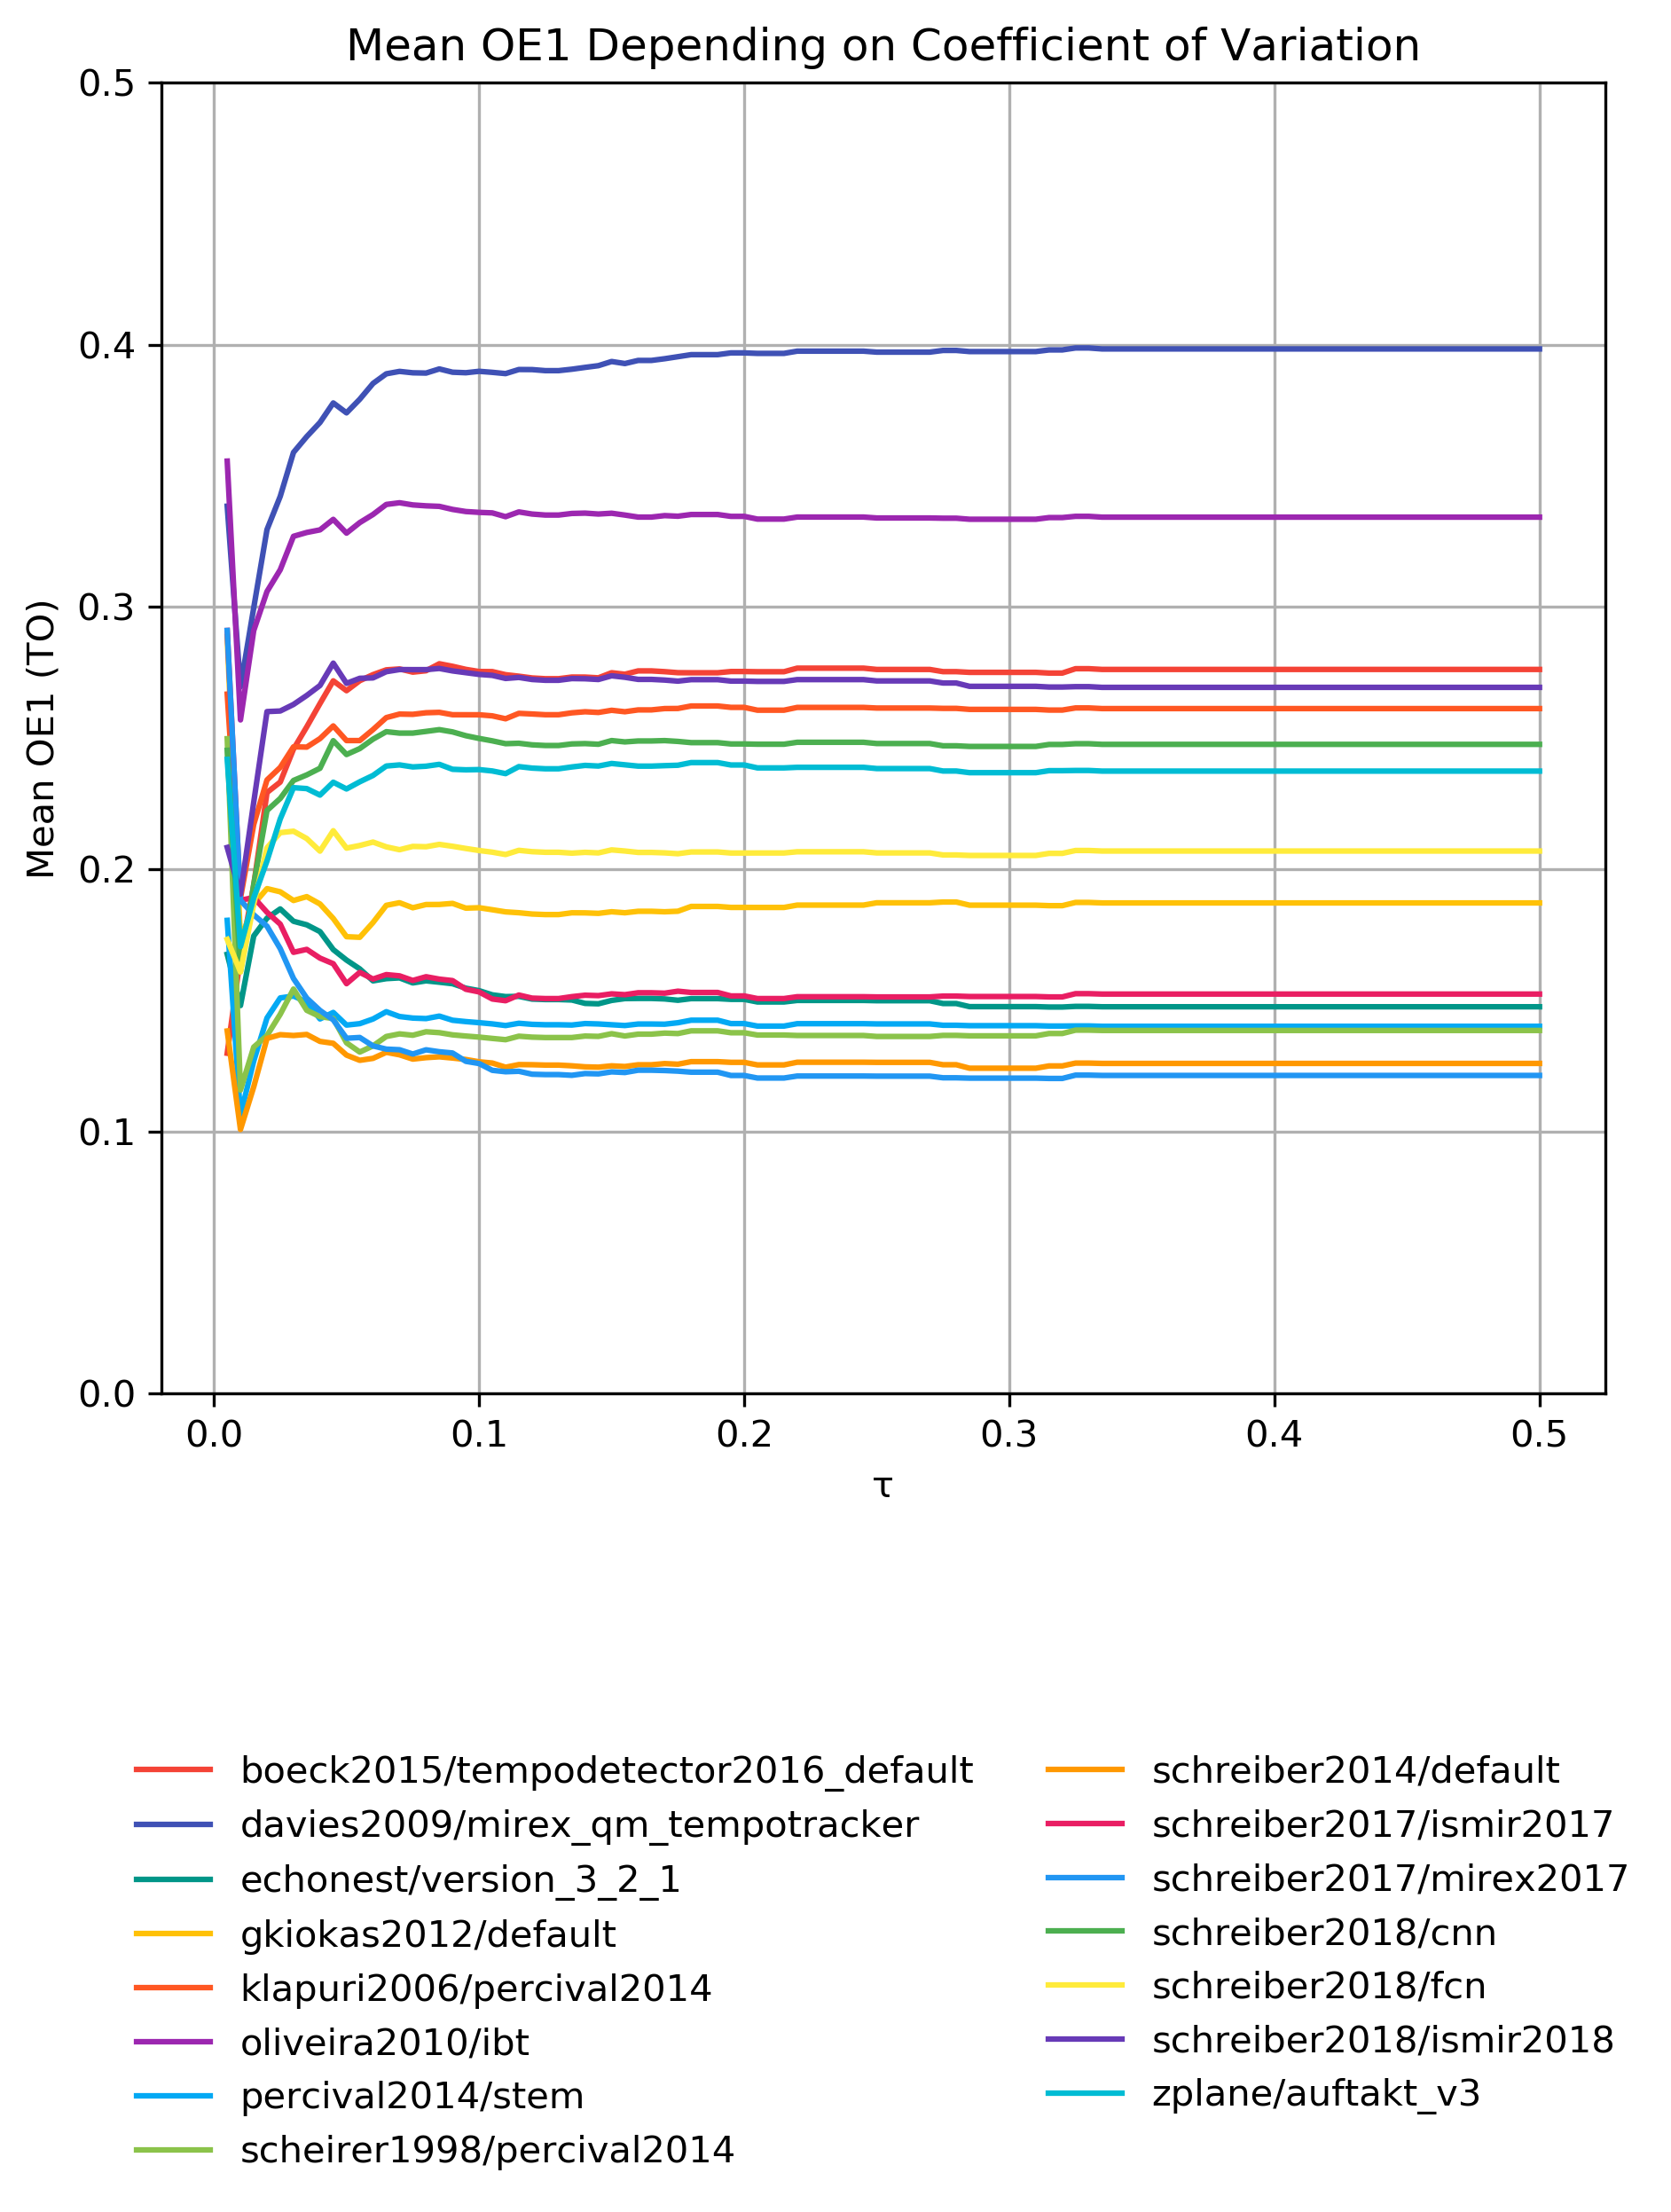 Mean OE1 Depending on Coefficient of Variation
0.5
0.4
0.3
0.2
0.1
0.0
Mean OE1 (TO)
0.0 0.1 0.2 0.3 0.4 0.5
τ
boeck2015/tempodetector2016_default
davies2009/mirex_qm_tempotracker
echonest/version_3_2_1
gkiokas2012/default
klapuri2006/percival2014
oliveira2010/ibt
percival2014/stem
scheirer1998/percival2014
schreiber2014/default
schreiber2017/ismir2017
schreiber2017/mirex2017
schreiber2018/cnn
schreiber2018/fcn
schreiber2018/ismir2018
zplane/auftakt_v3